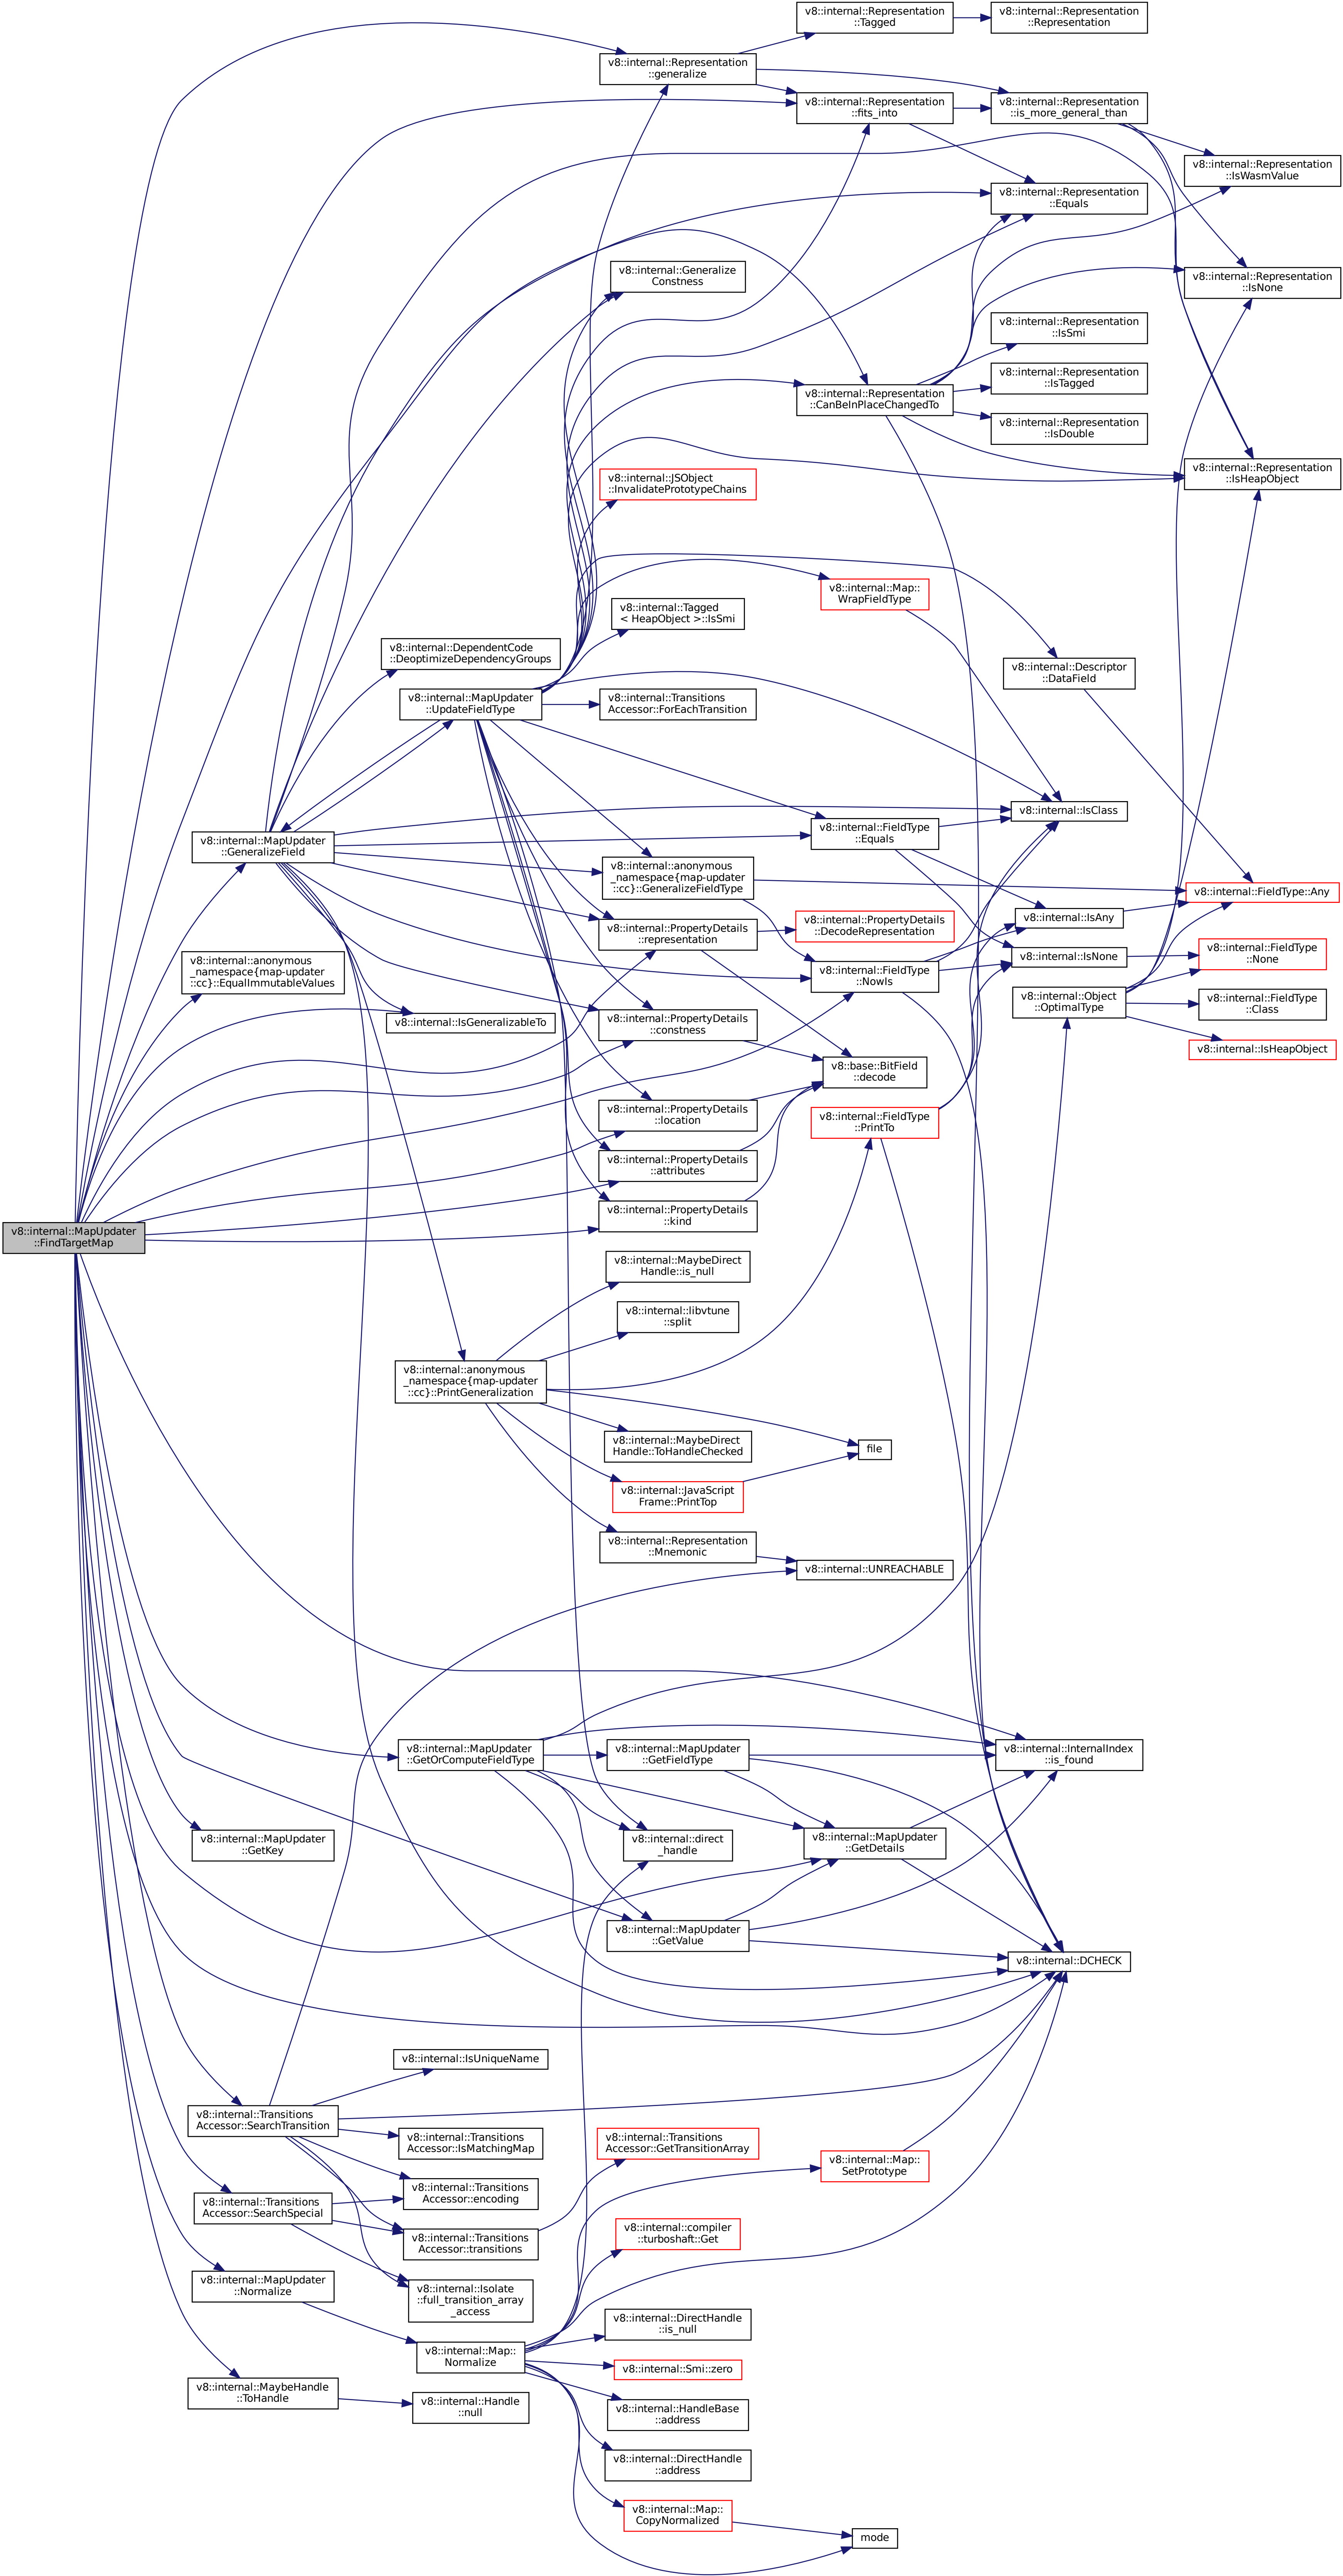 v8::internal::Representation
::Tagged
v8::internal::Representation
::Representation
v8::internal::Representation
::generalize
v8::internal::Representation
::fits_into
v8::internal::Representation
::is_more_general_than
v8::internal::Representation
::IsWasmValue
v8::internal::Representation
::Equals
v8::internal::Generalize
Constness
v8::internal::Representation
::IsNone
v8::internal::Representation
::IsSmi
v8::internal::Representation
::IsTagged
v8::internal::Representation
::CanBeInPlaceChangedTo
v8::internal::Representation
::IsDouble
v8::internal::Representation
::IsHeapObject
v8::internal::JSObject
::InvalidatePrototypeChains
v8::internal::Map::
WrapFieldType
v8::internal::Tagged
< HeapObject >::IsSmi
v8::internal::DependentCode
::DeoptimizeDependencyGroups
v8::internal::Descriptor
::DataField
v8::internal::MapUpdater
::UpdateFieldType
v8::internal::Transitions
Accessor::ForEachTransition
v8::internal::IsClass
v8::internal::FieldType
::Equals
v8::internal::MapUpdater
::GeneralizeField
v8::internal::anonymous
_namespace{map-updater
::cc}::GeneralizeFieldType
v8::internal::FieldType::Any
v8::internal::IsAny
v8::internal::PropertyDetails
::DecodeRepresentation
v8::internal::PropertyDetails
::representation
v8::internal::FieldType
::None
v8::internal::IsNone
v8::internal::anonymous
_namespace{map-updater
::cc}::EqualImmutableValues
v8::internal::FieldType
::NowIs
v8::internal::Object
::OptimalType
v8::internal::FieldType
::Class
v8::internal::IsGeneralizableTo
v8::internal::PropertyDetails
::constness
v8::internal::IsHeapObject
v8::base::BitField
::decode
v8::internal::PropertyDetails
::location
v8::internal::FieldType
::PrintTo
v8::internal::PropertyDetails
::attributes
v8::internal::PropertyDetails
::kind
v8::internal::MapUpdater
::FindTargetMap
v8::internal::MaybeDirect
Handle::is_null
v8::internal::libvtune
::split
v8::internal::anonymous
_namespace{map-updater
::cc}::PrintGeneralization
v8::internal::MaybeDirect
Handle::ToHandleChecked
file
v8::internal::JavaScript
Frame::PrintTop
v8::internal::Representation
::Mnemonic
v8::internal::UNREACHABLE
v8::internal::MapUpdater
::GetOrComputeFieldType
v8::internal::MapUpdater
::GetFieldType
v8::internal::InternalIndex
::is_found
v8::internal::MapUpdater
::GetKey
v8::internal::direct
_handle
v8::internal::MapUpdater
::GetDetails
v8::internal::MapUpdater
::GetValue
v8::internal::DCHECK
v8::internal::IsUniqueName
v8::internal::Transitions
Accessor::SearchTransition
v8::internal::Transitions
Accessor::IsMatchingMap
v8::internal::Transitions
Accessor::GetTransitionArray
v8::internal::Map::
SetPrototype
v8::internal::Transitions
Accessor::encoding
v8::internal::Transitions
Accessor::SearchSpecial
v8::internal::Transitions
Accessor::transitions
v8::internal::compiler
::turboshaft::Get
v8::internal::MapUpdater
::Normalize
v8::internal::Isolate
::full_transition_array
_access
v8::internal::DirectHandle
::is_null
v8::internal::Map::
Normalize
v8::internal::Smi::zero
v8::internal::MaybeHandle
::ToHandle
v8::internal::Handle
::null
v8::internal::HandleBase
::address
v8::internal::DirectHandle
::address
v8::internal::Map::
CopyNormalized
mode